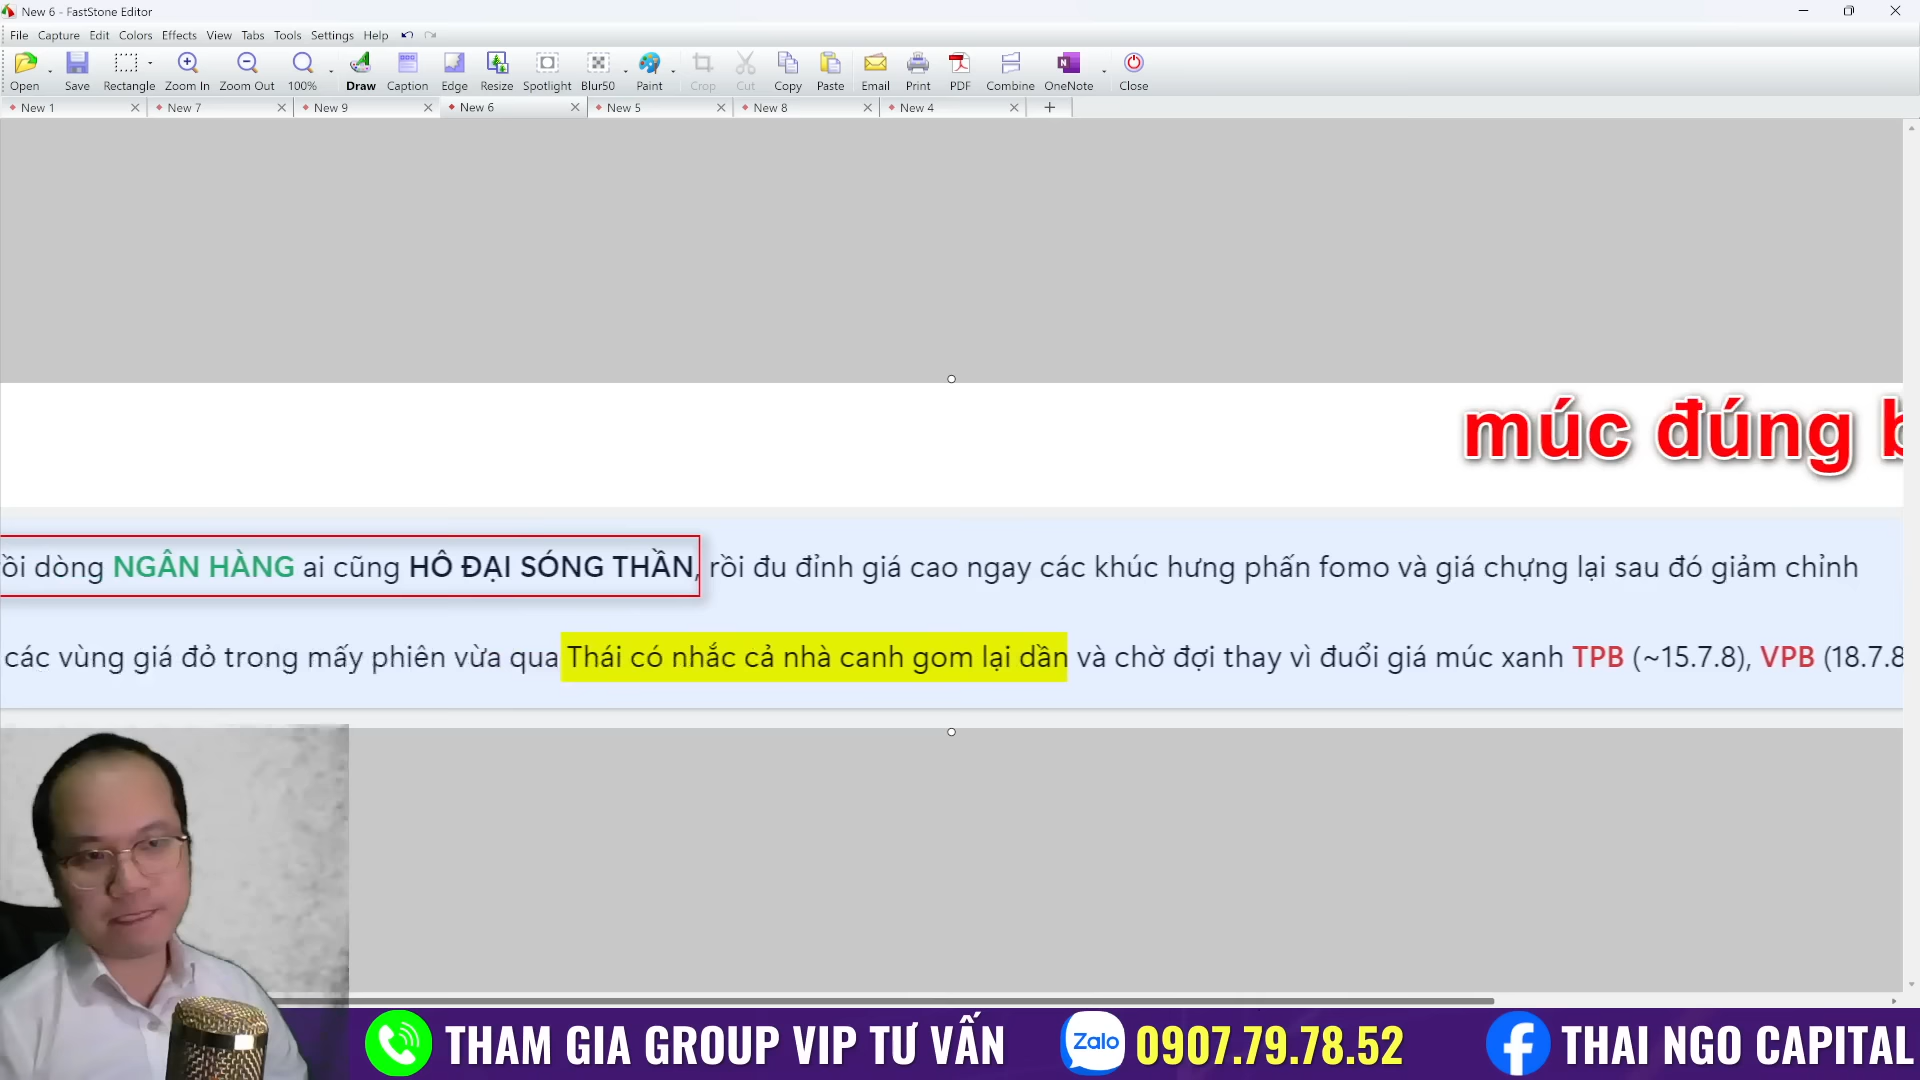 New 6 - FastStone Editor
File Capture Edit Colors Effects View Tabs Tools Settings Help
Open Save Rectangle Zoom In Zoom Out 100% Draw Caption Edge Resize Spotlight Blur50 Paint Crop Cut Copy Paste Email Print PDF Combine OneNote Close
New 1 New 7 New 9 New 6 New 5 New 8 New 4
múc đúng
dòng NGÂN HÀNG ai cũng HÔ ĐẠI SÓNG THẦN, rồi đu đỉnh giá cao ngay các khúc hưng phấn fomo và giá chựng lại sau đó giảm chỉnh
các vùng giá đỏ trong mấy phiên vừa qua Thái có nhắc cả nhà canh gom lại dần và chờ đợi thay vì đuổi giá múc xanh TPB (~15.7.8), VPB (18.7.8
THAM GIA GROUP VIP TƯ VẤN Zalo 0907.79.78.52 THAI NGO CAPITAL